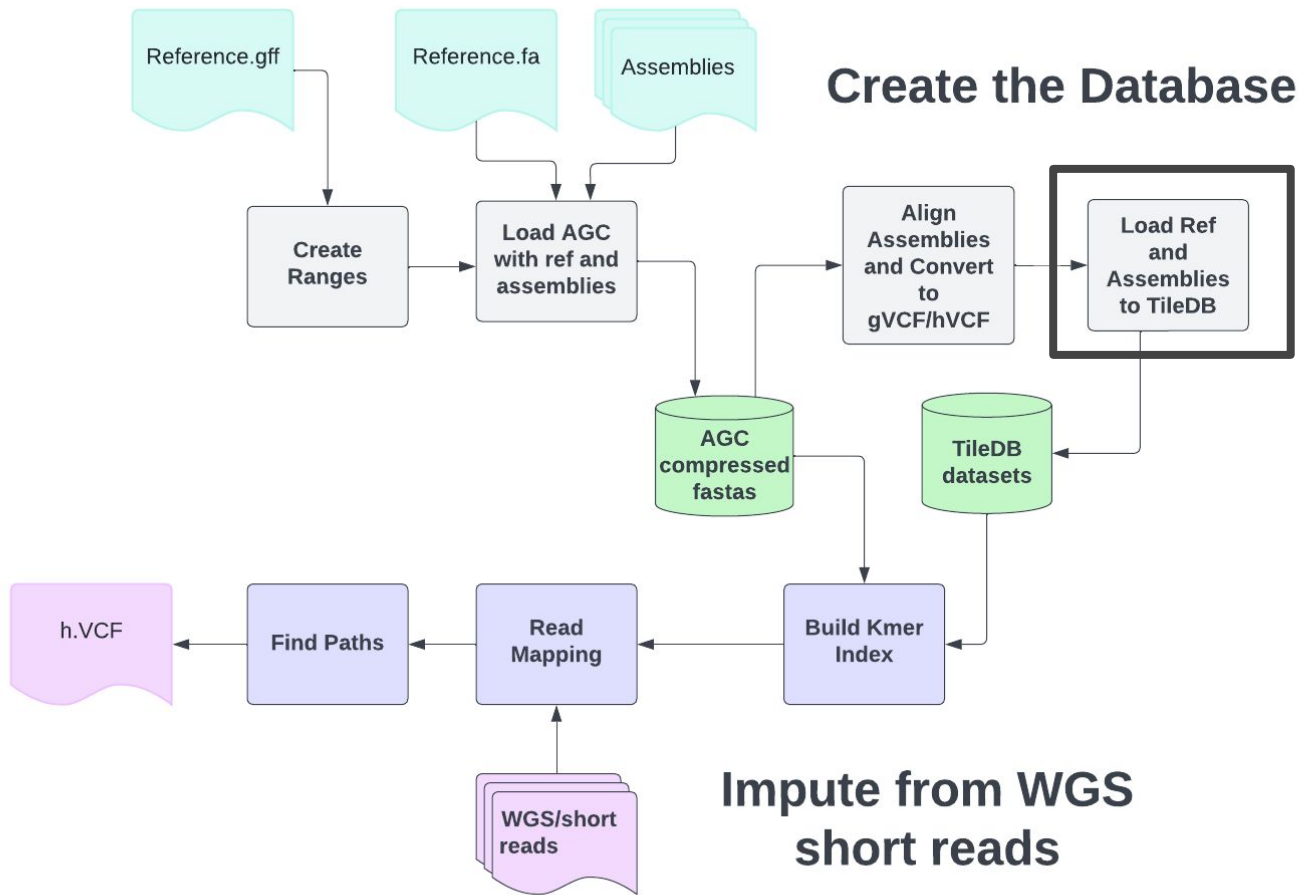 Reference.gff
Reference.fa
Assemblies
Create the Database
Create
Ranges
Load AGC
with ref and
assemblies
Align
Assemblies
and Convert
to
gVCF/hVCF
Load Ref
and
Assemblies
to TileDB
AGC
compressed
fastas
TileDB
datasets
h.VCF
Find Paths
Read
Mapping
Build Kmer
Index
WGS/short
reads
Impute from WGS
short reads